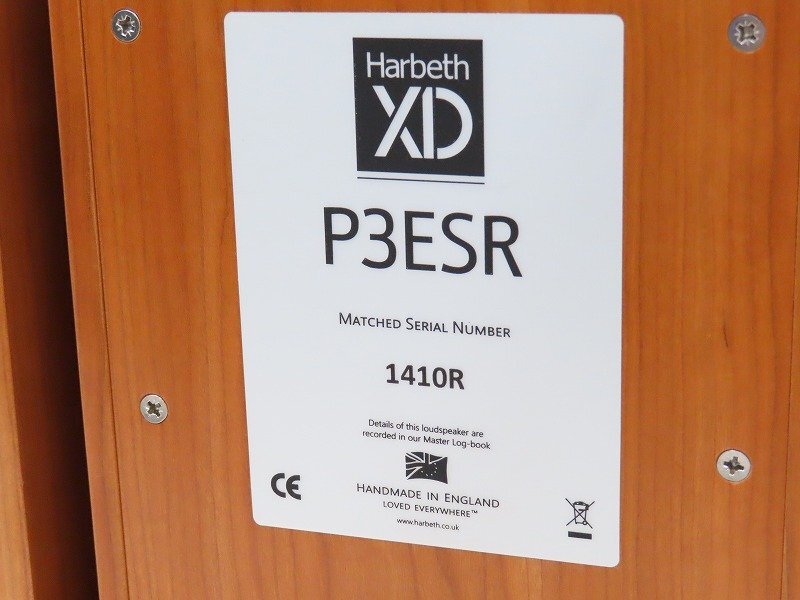 Harbeth
XD
P3ESR
MATCHED SERIAL NUMBER
1410R
Details of this loudspeaker are
recorded in our Master Log-book
CE
HANDMADE IN ENGLAND
LOVED EVERYWHERE™
www.harbeth.co.uk